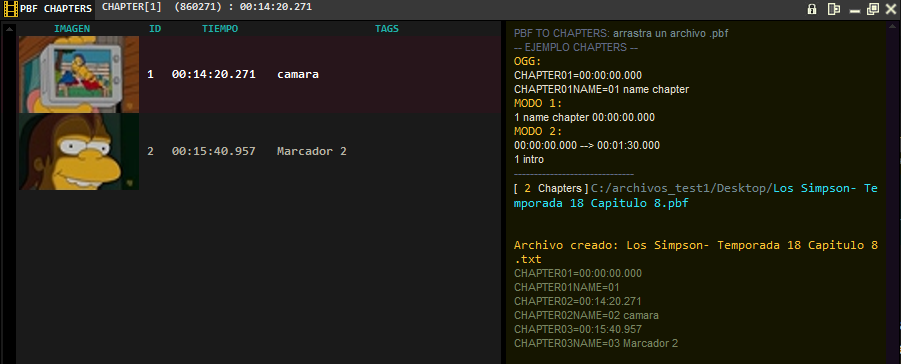 PBF CHAPTERS CHAPTER[1] (860271) : 00:14:20.271
IMAGEN ID TIEMPO TAGS
1 00:14:20.271 camara
2 00:15:40.957 Marcador 2
PBF TO CHAPTERS: arrastra un archivo .pbf
-- EJEMPLO CHAPTERS --
OGG:
CHAPTER01=00:00:00.000
CHAPTER01NAME=01 name chapter
MODO 1:
1 name chapter 00:00:00.000
MODO 2:
00:00:00.000 --> 00:01:30.000
1 intro
------------------------------
[ 2 Chapters ] C:/archivos_test1/Desktop/Los Simpson- Te
mporada 18 Capitulo 8.pbf
Archivo creado: Los Simpson- Temporada 18 Capitulo 8
.txt
CHAPTER01=00:00:00.000
CHAPTER01NAME=01
CHAPTER02=00:14:20.271
CHAPTER02NAME=02 camara
CHAPTER03=00:15:40.957
CHAPTER03NAME=03 Marcador 2